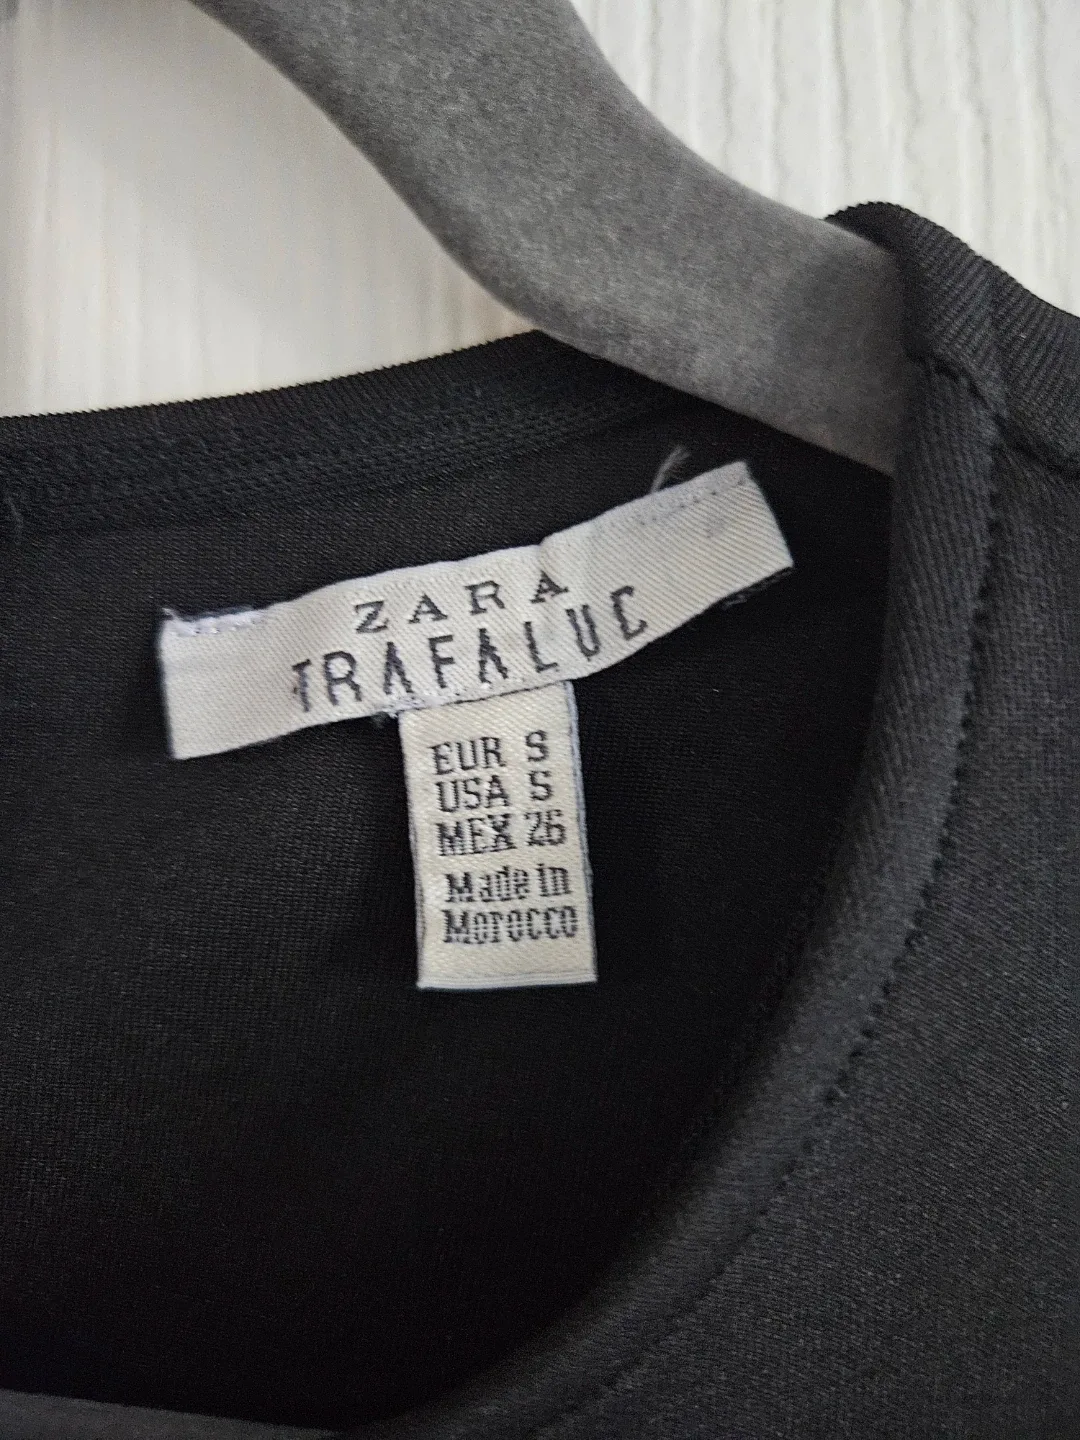 ZARA
TRAFALUC
EUR S
USA S
MEX 26
Made in
Morocco